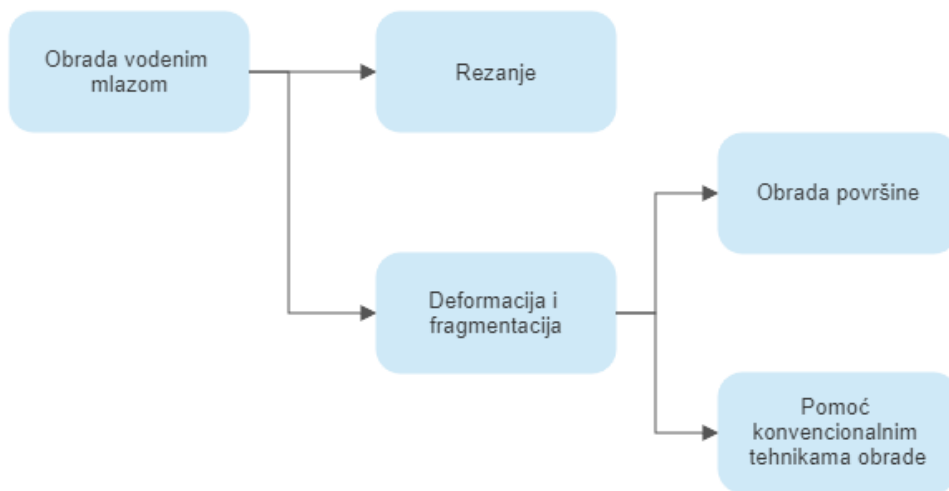 Obrada vodenim
mlazom
Rezanje
Obrada površine
Deformacija i
fragmentacija
Pomoć
konvencionalnim
tehnikama obrade